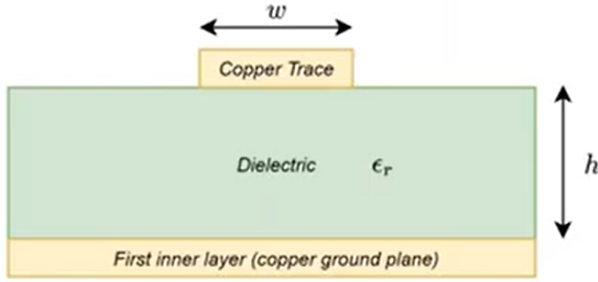 w
Copper Trace
Dielectric ϵr
h
First inner layer (copper ground plane)